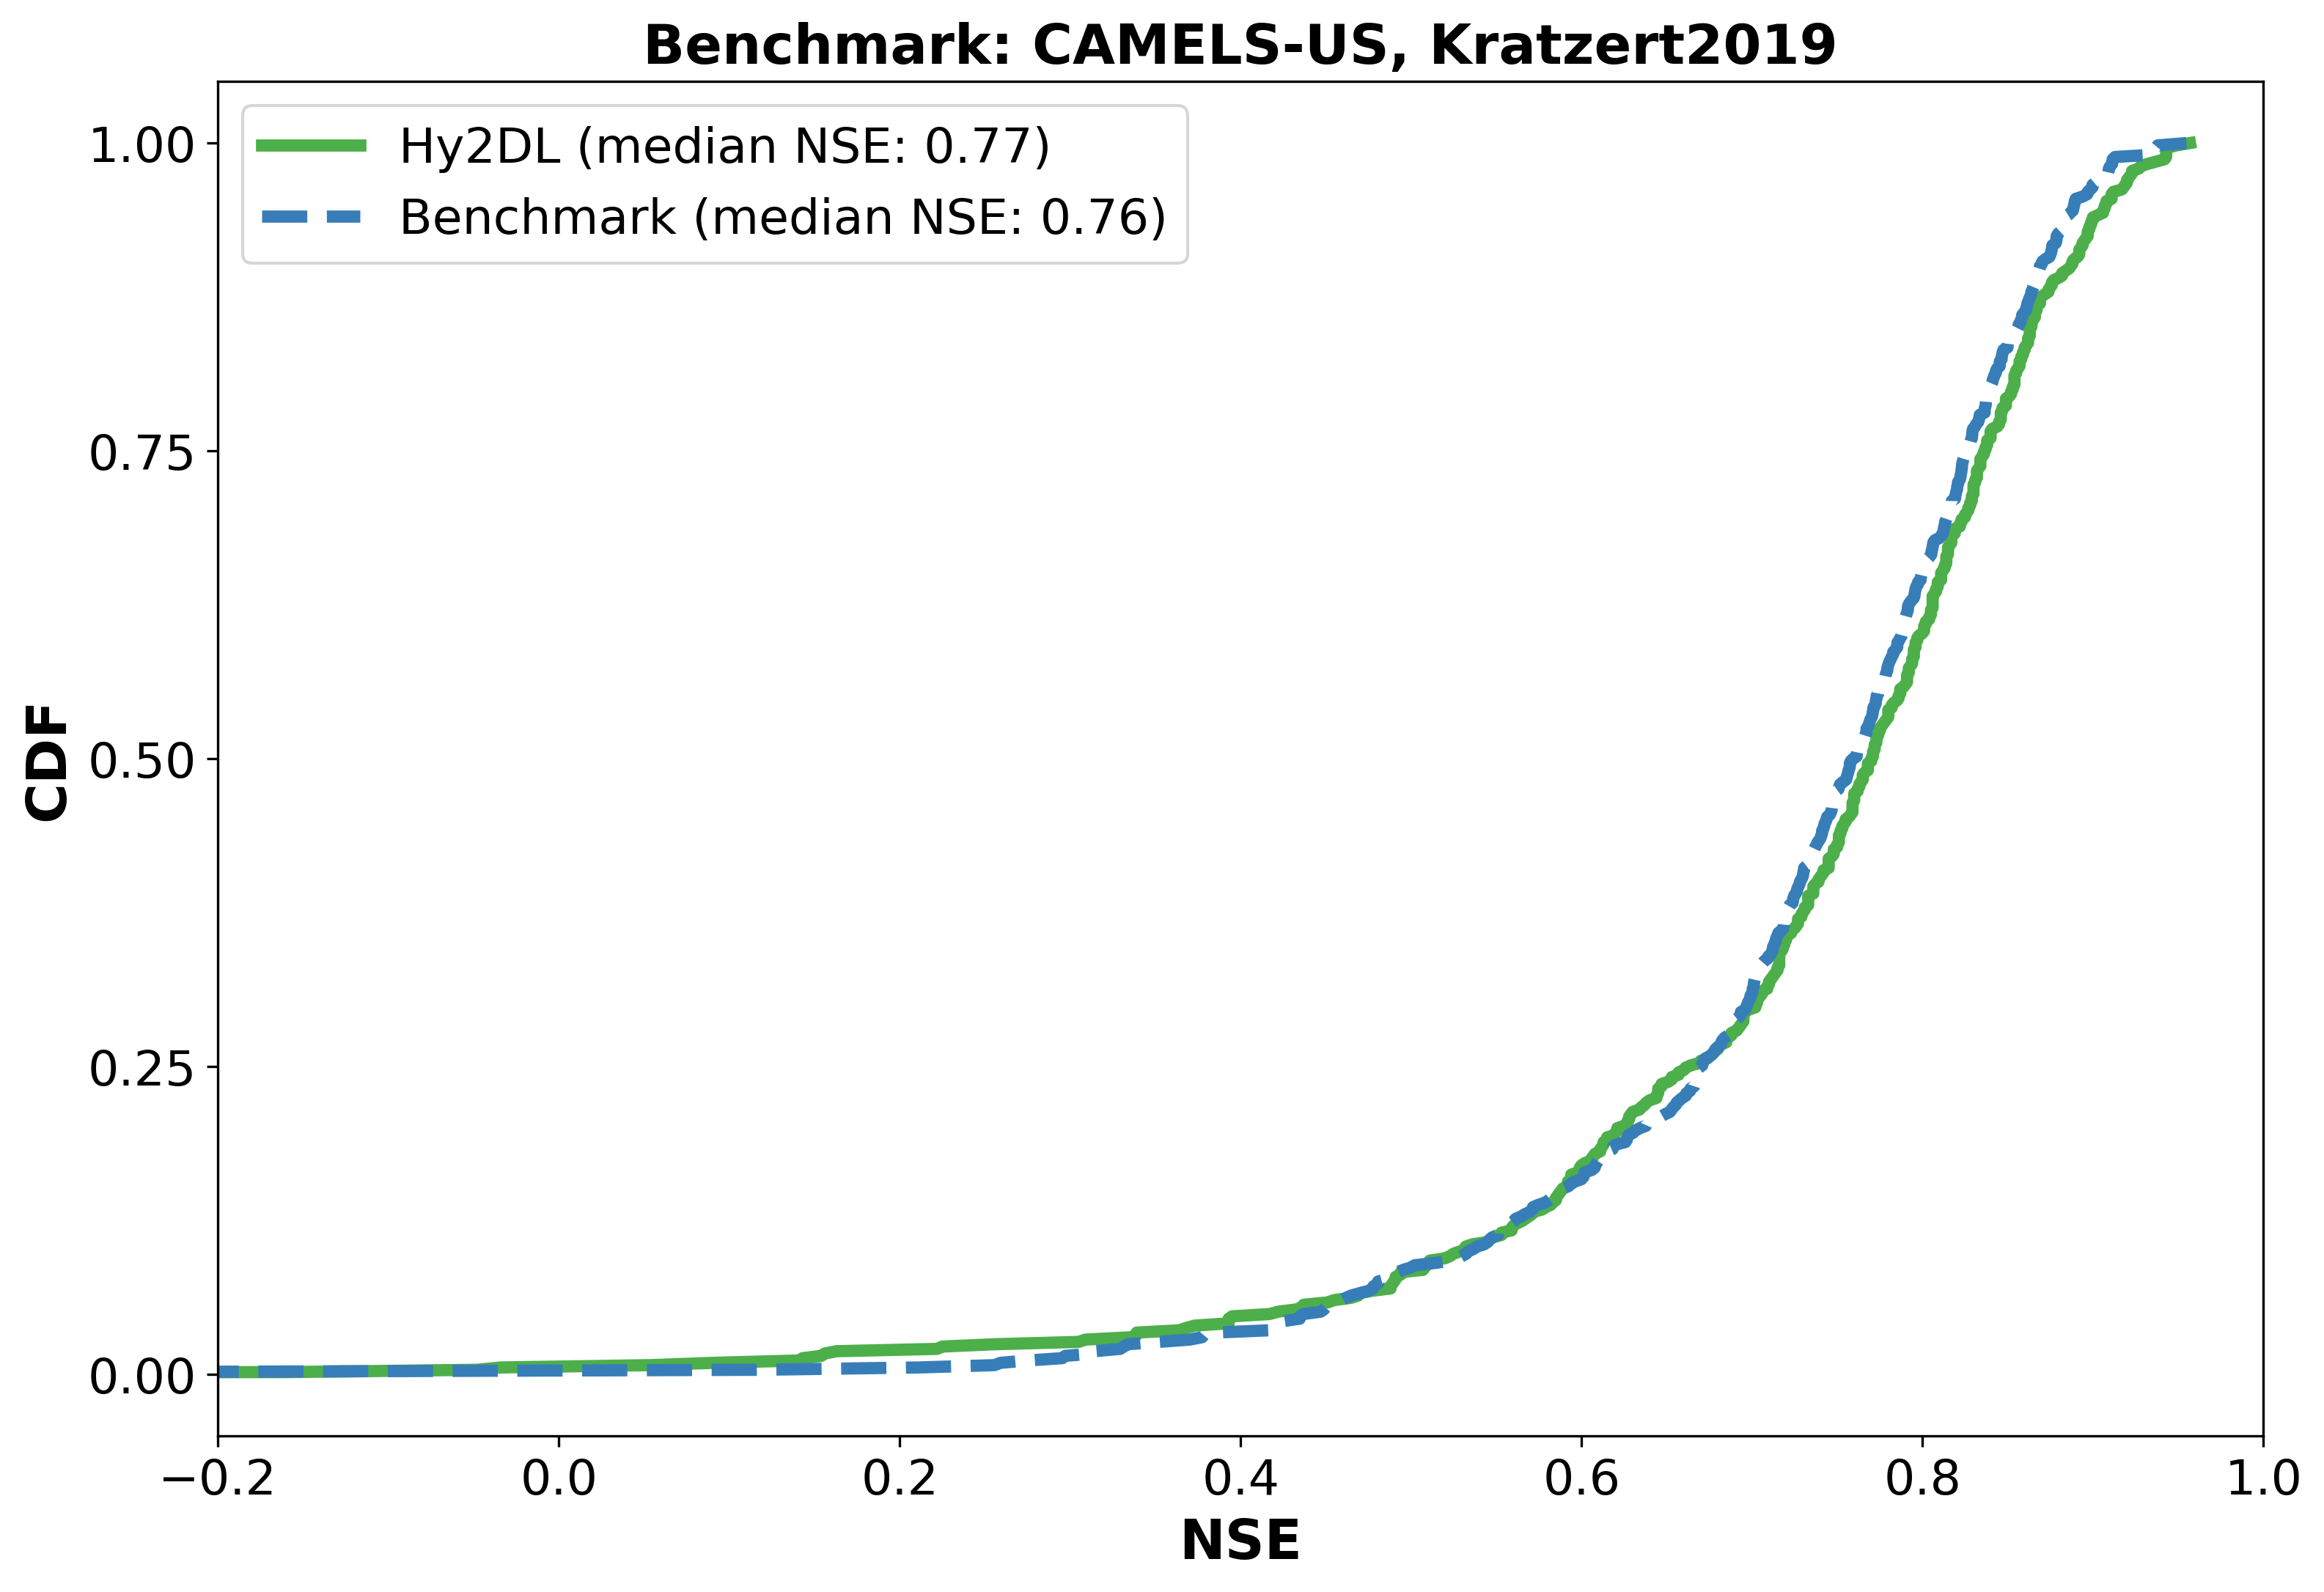 Benchmark: CAMELS-US, Kratzert2019
Hy2DL (median NSE: 0.77)
Benchmark (median NSE: 0.76)
1.00
0.75
0.50
0.25
0.00
CDF
−0.2 0.0 0.2 0.4 0.6 0.8 1.0
NSE